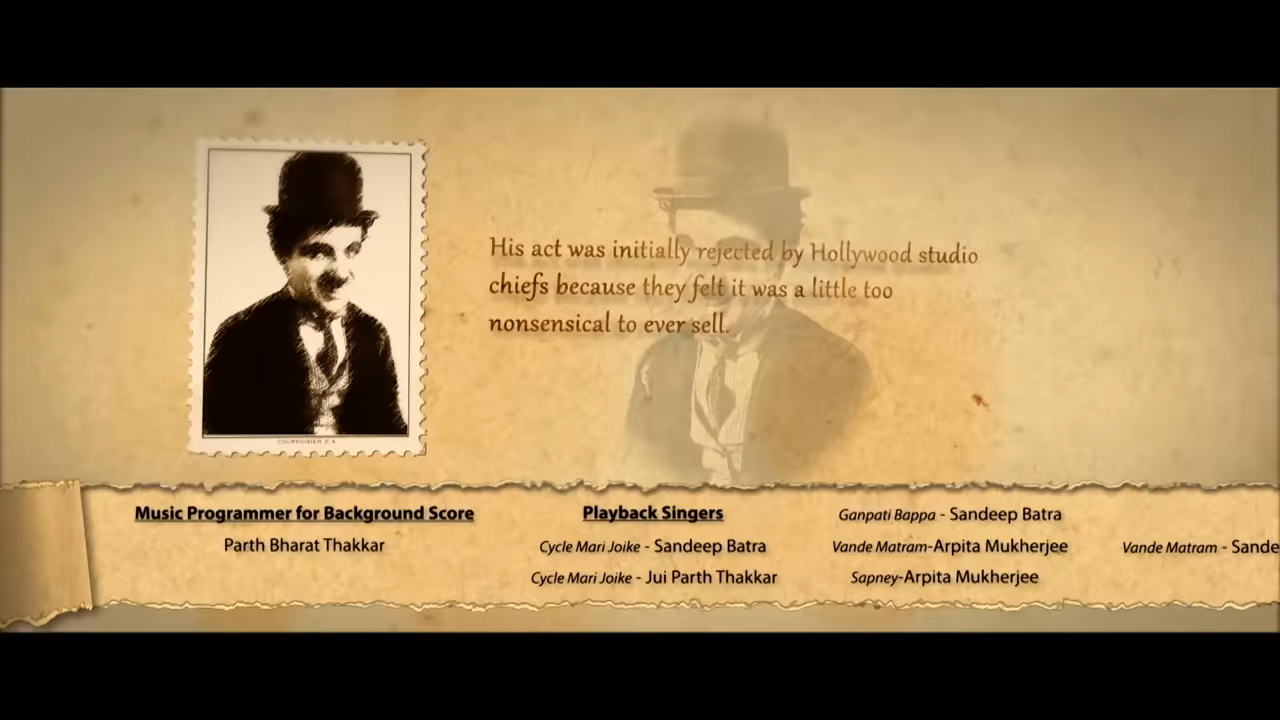 His act was initially rejected by Hollywood studio
chiefs because they felt it was a little too
nonsensical to ever sell.
COURVOISIER S.A.
Music Programmer for Background Score
Parth Bharat Thakkar
Playback Singers
Cycle Mari Joike - Sandeep Batra
Cycle Mari Joike - Jui Parth Thakkar
Ganpati Bappa - Sandeep Batra
Vande Matram-Arpita Mukherjee
Sapney-Arpita Mukherjee
Vande Matram - Sande